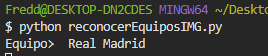 Fredd@DESKTOP-DN2CDES MINGW64 ~/Desktop
$ python reconocerEquiposIMG.py
Equipo>  Real Madrid